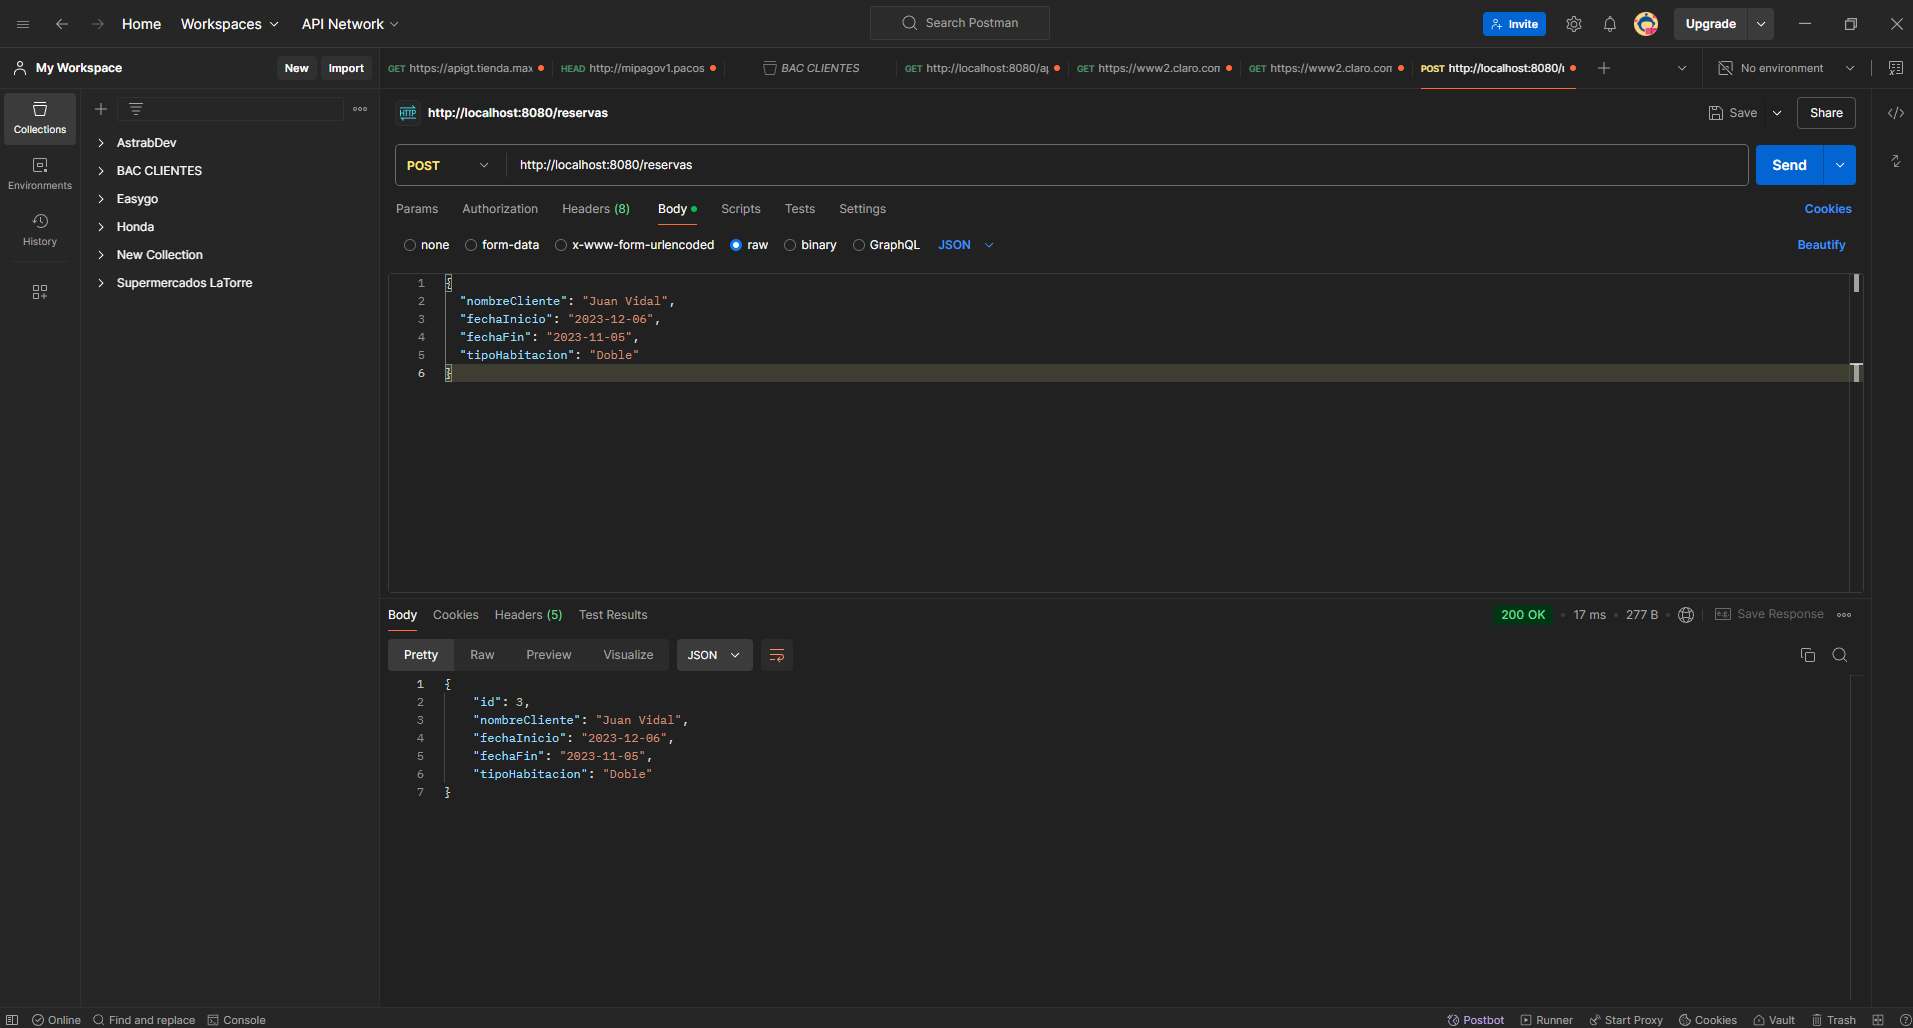 Home Workspaces API Network Search Postman Invite Upgrade
My Workspace New Import GET https://apigt.tienda.max HEAD http://mipagov1.pacos BAC CLIENTES GET http://localhost:8080/a GET https://www2.claro.com GET https://www2.claro.com POST http://localhost:8080/ No environment
Collections
Environments
History
AstrabDev
BAC CLIENTES
Easygo
Honda
New Collection
Supermercados LaTorre
HTTP http://localhost:8080/reservas Save Share
POST http://localhost:8080/reservas Send
Params Authorization Headers (8) Body Scripts Tests Settings Cookies
none form-data x-www-form-urlencoded raw binary GraphQL JSON Beautify
1 {
2 "nombreCliente": "Juan Vidal",
3 "fechaInicio": "2023-12-06",
4 "fechaFin": "2023-11-05",
5 "tipoHabitacion": "Doble"
6 }
Body Cookies Headers (5) Test Results 200 OK 17 ms 277 B e.g. Save Response
Pretty Raw Preview Visualize JSON
1 {
2 "id": 3,
3 "nombreCliente": "Juan Vidal",
4 "fechaInicio": "2023-12-06",
5 "fechaFin": "2023-11-05",
6 "tipoHabitacion": "Doble"
7 }
Online Find and replace Console Postbot Runner Start Proxy Cookies Vault Trash